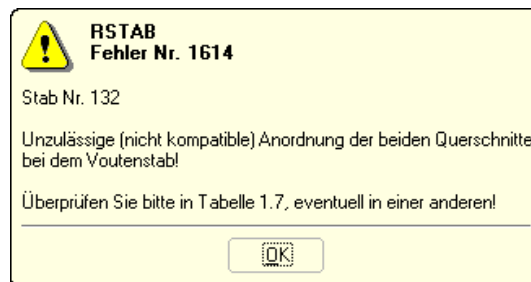 RSTAB
Fehler Nr. 1614
Stab Nr. 132
Unzulässige (nicht kompatible) Anordnung der beiden Querschnitte
bei dem Voutenstab!
Überprüfen Sie bitte in Tabelle 1.7, eventuell in einer anderen!
OK